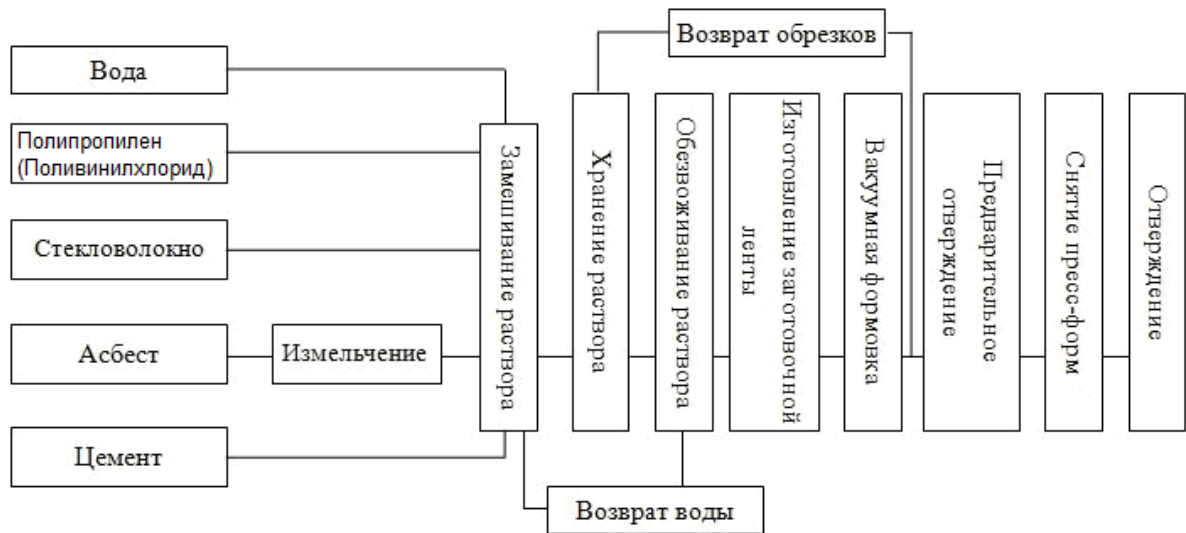 Возврат обрезков
Вода
Полипропилен
(Поливинилхлорид)
Стекловолокно
Асбест
Измельчение
Цемент
Замешивание раствора
Хранение раствора
Обезвоживание раствора
Изготовление заготовочной
ленты
Вакуумная формовка
Предварительное
отверждение
Снятие пресс-форм
Отверждение
Возврат воды